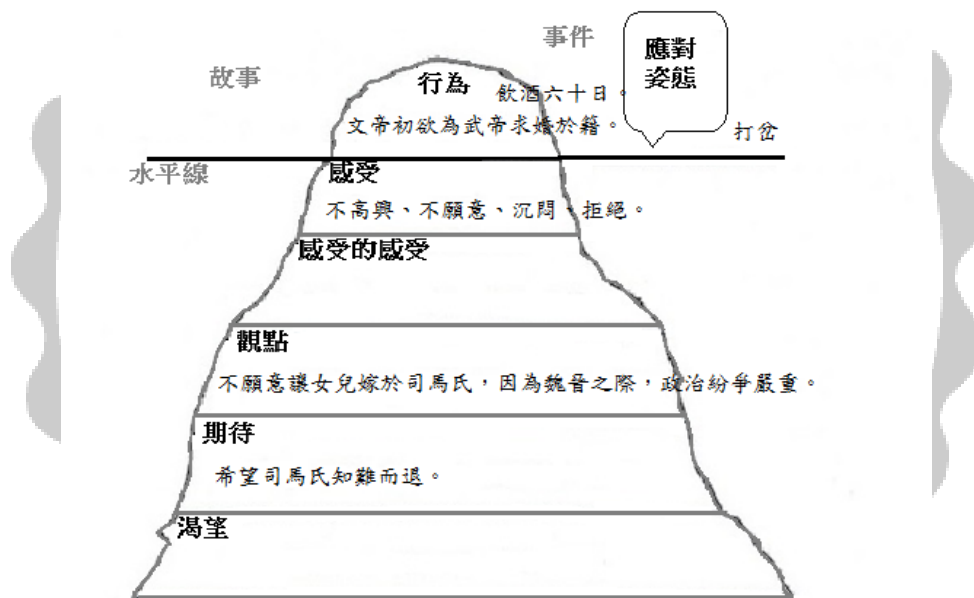 事件
應對
姿態
故事
行為
飲酒六十日。
文帝初欲為武帝求婚於籍。
打岔
水平線
感受
不高興、不願意、沉悶、拒絕。
感受的感受
觀點
不願意讓女兒嫁於司馬氏，因為魏晉之際，政治紛爭嚴重。
期待
希望司馬氏知難而退。
渴望